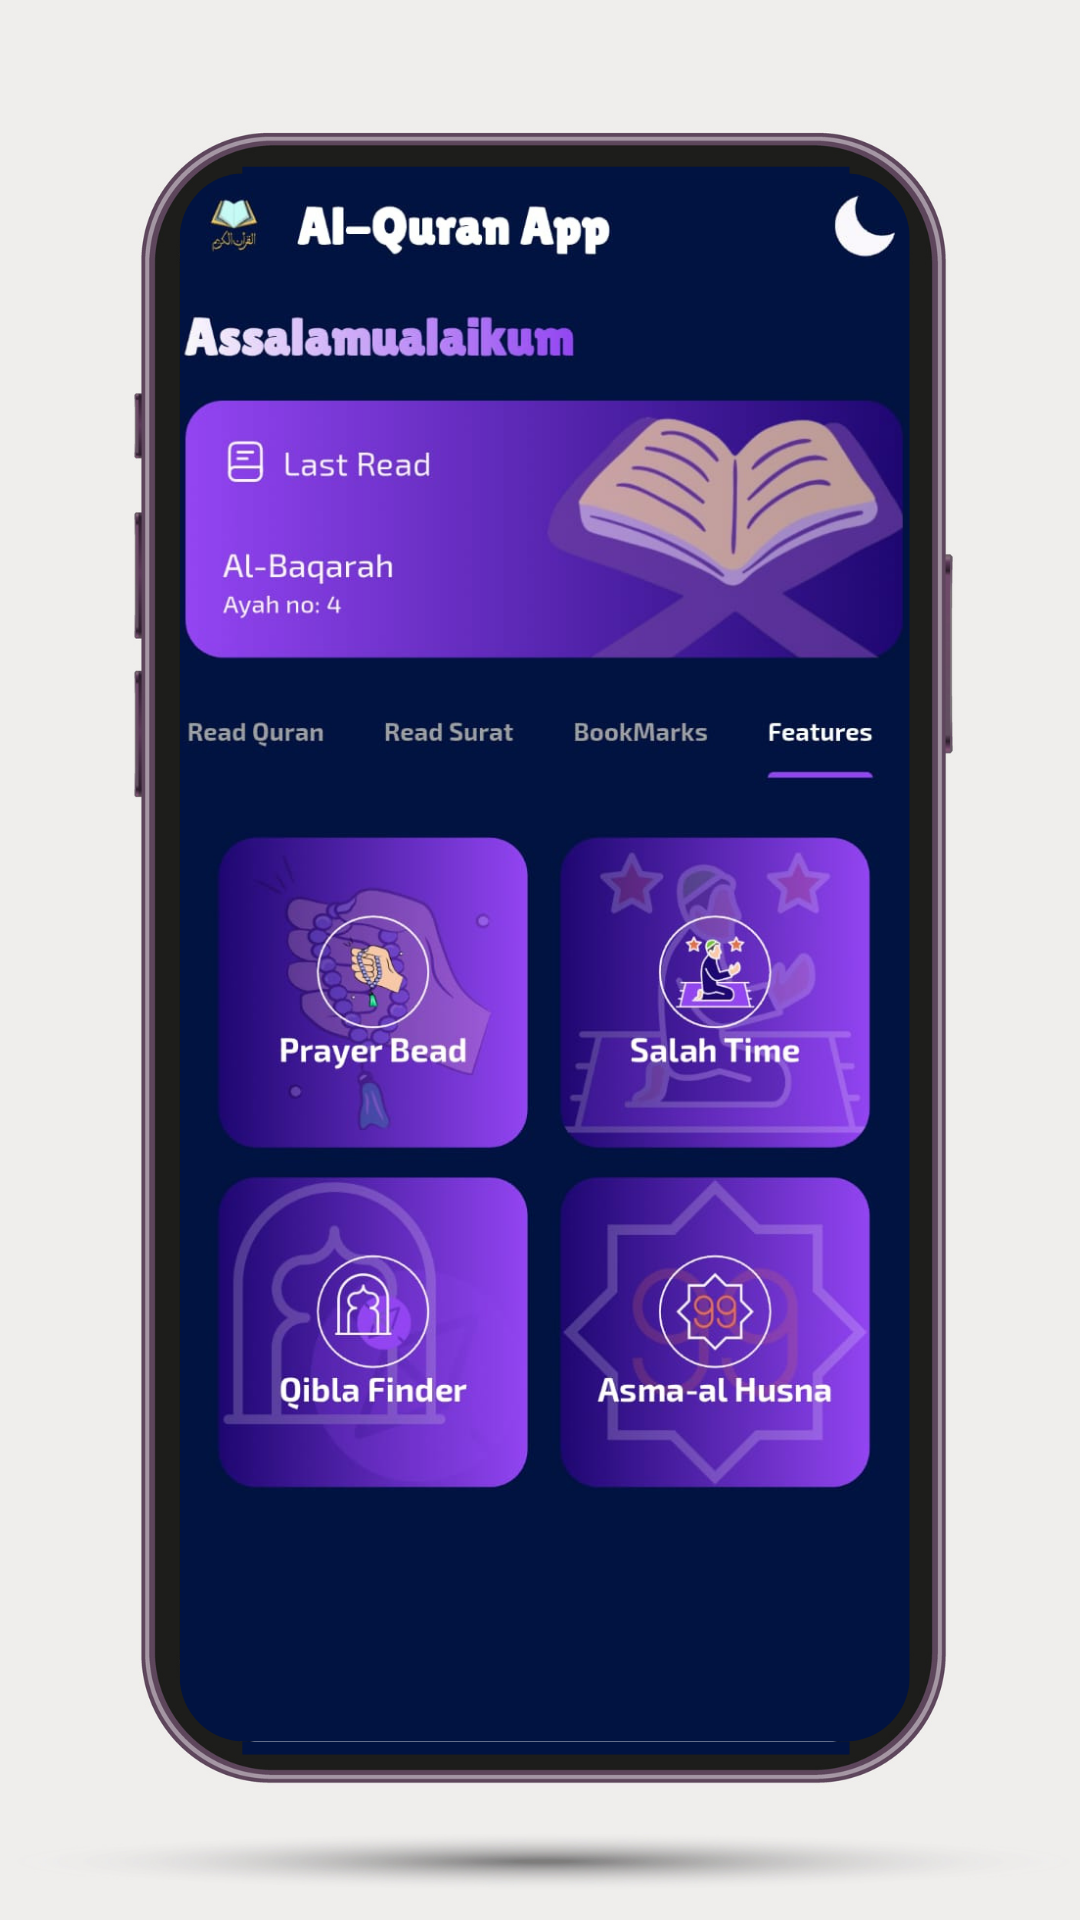 القرآن الكريم
Al-Quran App
Assalamualaikum
Last Read
Al-Baqarah
Ayah no: 4
Read Quran
Read Surat
BookMarks
Features
Prayer Bead
Salah Time
99
Qibla Finder
Asma-al Husna